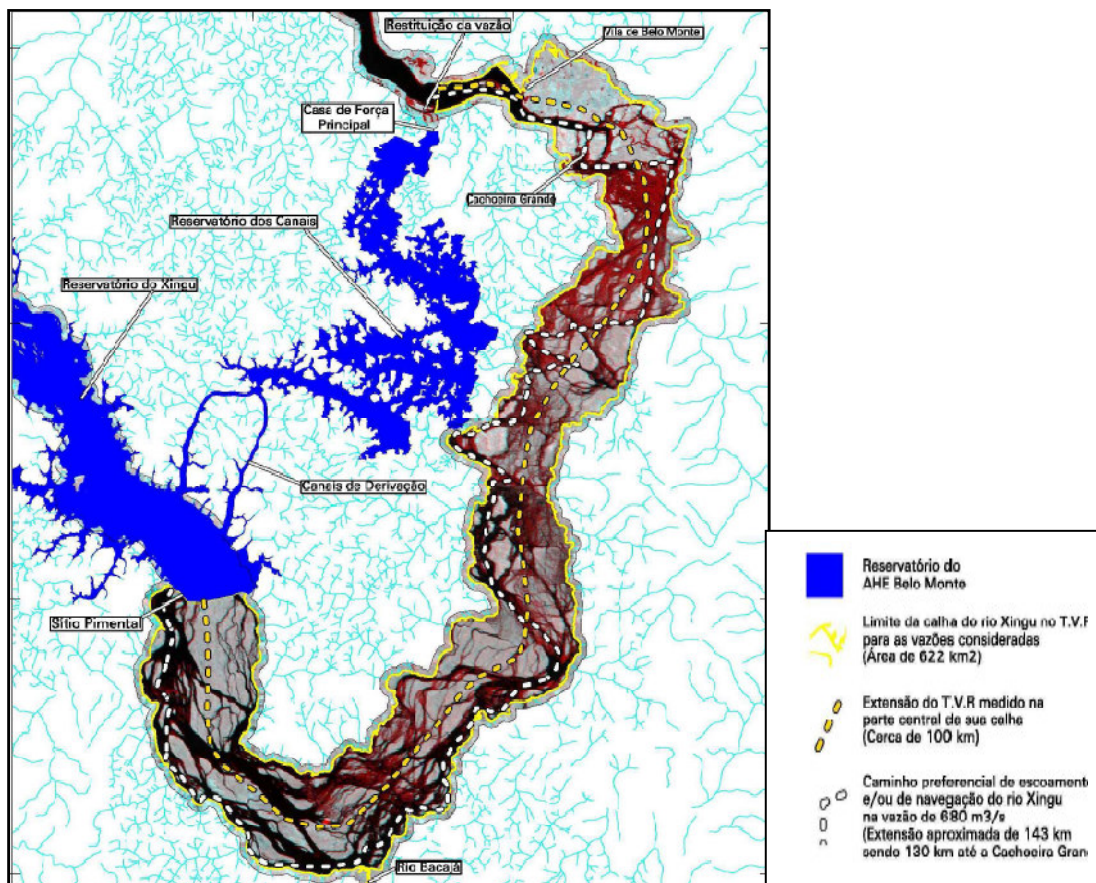 Restituição da vazão
Vila de Belo Monte
Casa de Força
Principal
Cachoeira Grande
Reservatório dos Canais
Reservatório do Xingu
Canais de Derivação
Sítio Pimental
Rio Bacajá
Reservatório do
AHE Belo Monte
Limite da calha do rio Xingu no T.V.R
para as vazões consideradas
(Área de 622 km2)
Extensão do T.V.R medido na
parte central de sua calha
(Cerca de 100 km)
Caminho preferencial de escoament
e/ou de navegação do rio Xingu
na vazão de 680 m3/s
(Extensão aproximada de 143 km
sendo 130 km até a Cachoeira Gran